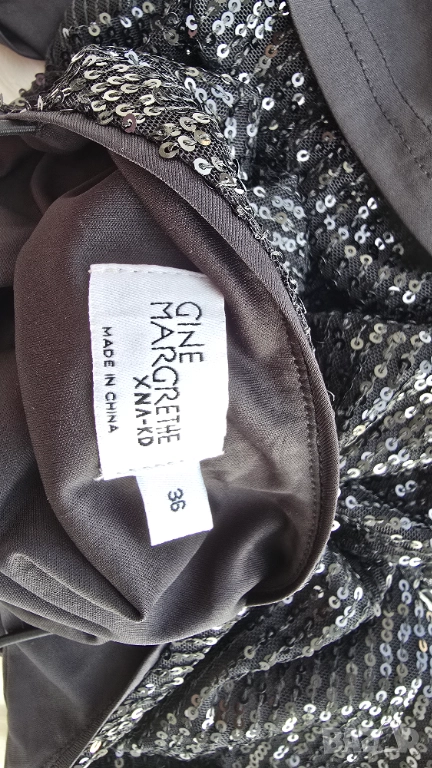 GINE
MARGRETHE
XNA-KD
MADE IN CHINA
36